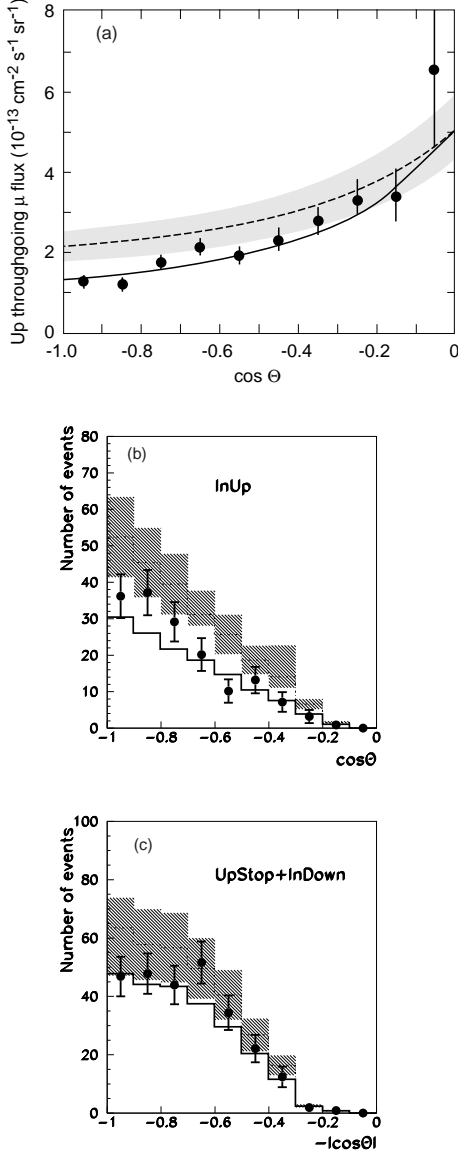 (a)
Up throughgoing μ flux (10⁻¹³ cm⁻² s⁻¹ sr⁻¹)
8
6
4
2
0
-1.0 -0.8 -0.6 -0.4 -0.2 0
cos Θ
(b)
InUp
Number of events
80
70
60
50
40
30
20
10
0
-1 -0.8 -0.6 -0.4 -0.2 0
cosΘ
(c)
UpStop+InDown
Number of events
100
80
60
40
20
0
-1 -0.8 -0.6 -0.4 -0.2 0
-|cosΘ|